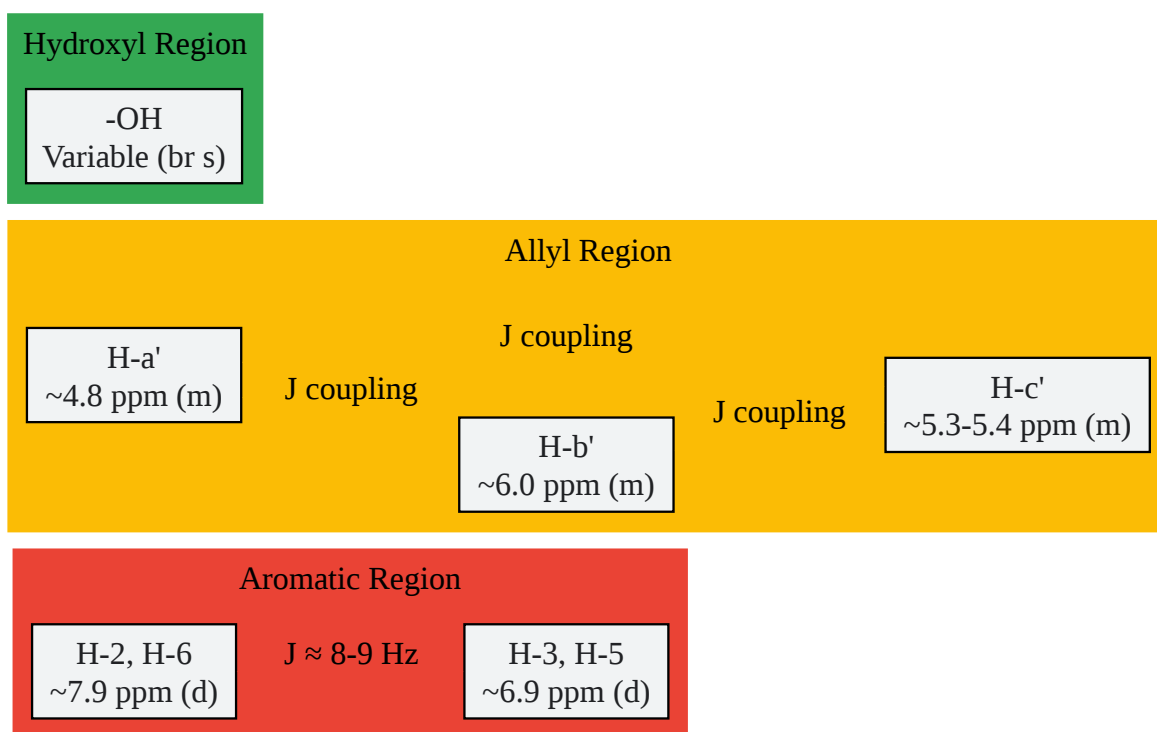 Hydroxyl Region
-OH
Variable (br s)
Allyl Region
J coupling
H-a'
~4.8 ppm (m)
J coupling
H-b'
~6.0 ppm (m)
J coupling
H-c'
~5.3-5.4 ppm (m)
Aromatic Region
H-2, H-6
~7.9 ppm (d)
J ≈ 8-9 Hz
H-3, H-5
~6.9 ppm (d)